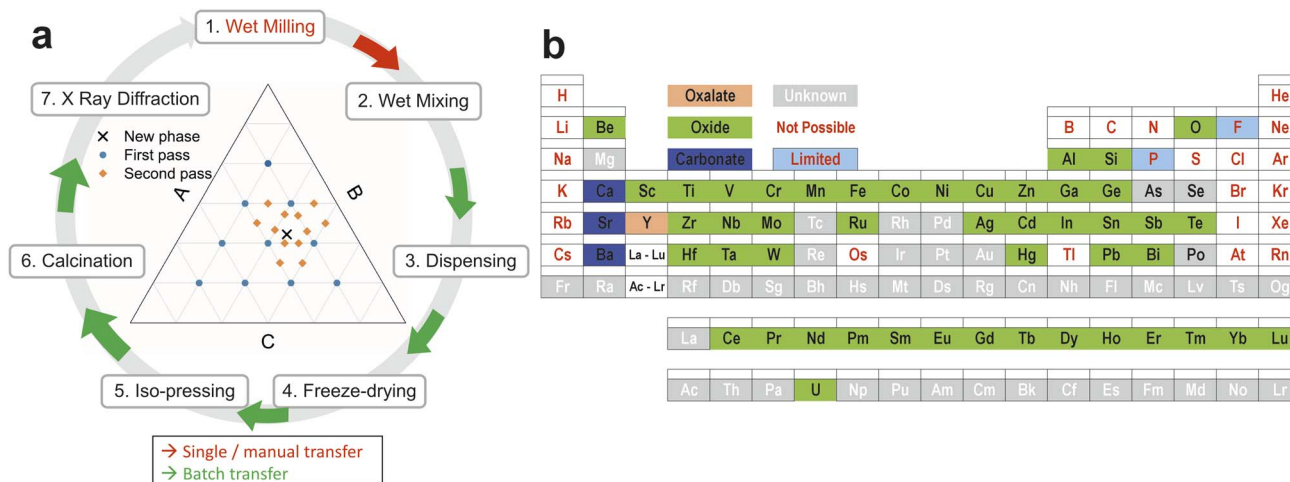 a
1. Wet Milling
2. Wet Mixing
3. Dispensing
4. Freeze-drying
5. Iso-pressing
6. Calcination
7. X Ray Diffraction
New phase
First pass
Second pass
A
B
C
→ Single / manual transfer
→ Batch transfer
b
Oxalate Unknown
Oxide Not Possible
Carbonate Limited
H He
Li Be B C N O F Ne
Na Mg Al Si P S Cl Ar
K Ca Sc Ti V Cr Mn Fe Co Ni Cu Zn Ga Ge As Se Br Kr
Rb Sr Y Zr Nb Mo Tc Ru Rh Pd Ag Cd In Sn Sb Te I Xe
Cs Ba La - Lu Hf Ta W Re Os Ir Pt Au Hg Tl Pb Bi Po At Rn
Fr Ra Ac - Lr Rf Db Sg Bh Hs Mt Ds Rg Cn Nh Fl Mc Lv Ts Og
La Ce Pr Nd Pm Sm Eu Gd Tb Dy Ho Er Tm Yb Lu
Ac Th Pa U Np Pu Am Cm Bk Cf Es Fm Md No Lr